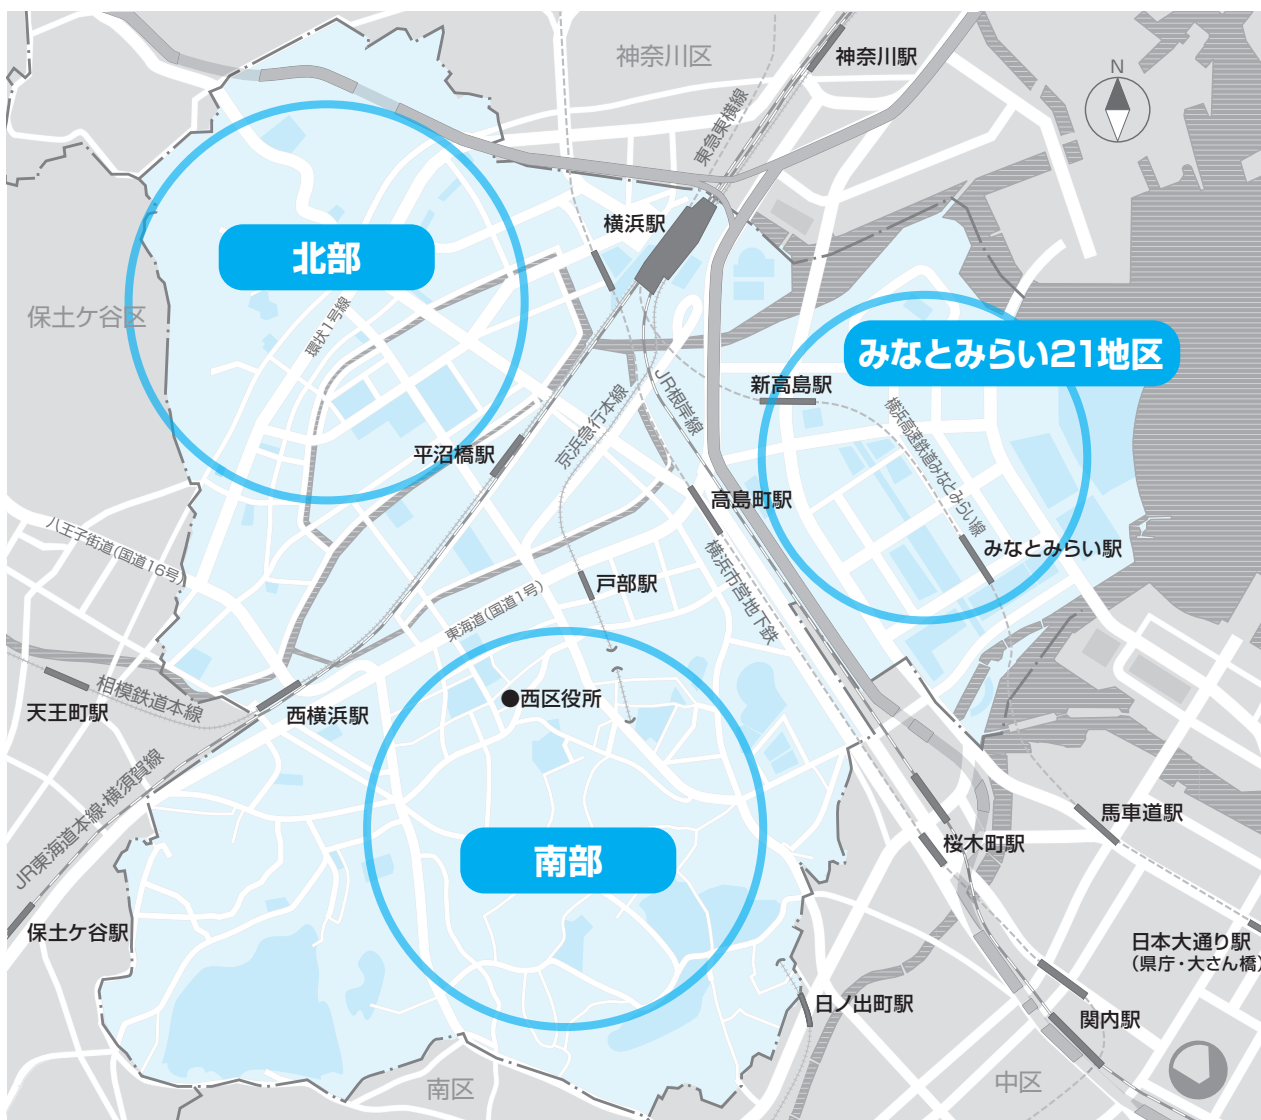 神奈川区
神奈川駅
N
東急東横線
横浜駅
北部
保土ケ谷区
環状1号線
みなとみらい21地区
新高島駅
JR根岸線
横浜高速鉄道みなとみらい線
京浜急行本線
平沼橋駅
高島町駅
みなとみらい駅
八王子街道(国道16号)
横浜市営地下鉄
戸部駅
東海道(国道1号)
相模鉄道本線
天王町駅
西横浜駅
西区役所
JR東海道本線・横須賀線
馬車道駅
桜木町駅
南部
保土ケ谷駅
日本大通り駅
(県庁・大さん橋)
日ノ出町駅
関内駅
南区
中区